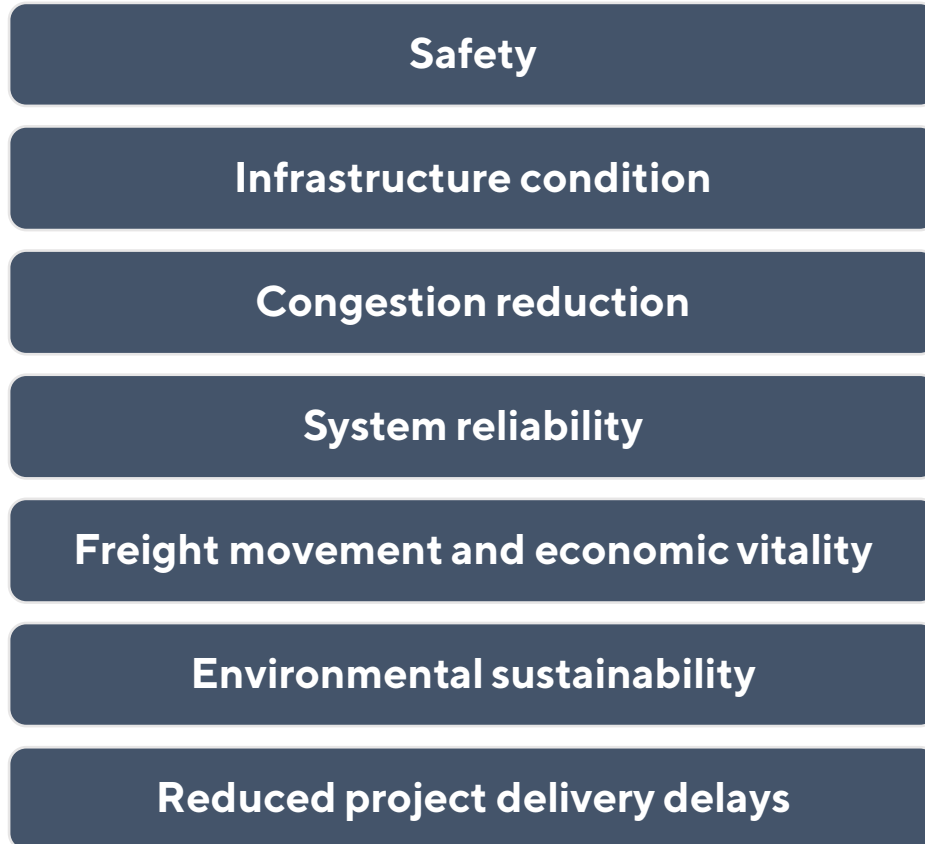 Safety
Infrastructure condition
Congestion reduction
System reliability
Freight movement and economic vitality
Environmental sustainability
Reduced project delivery delays